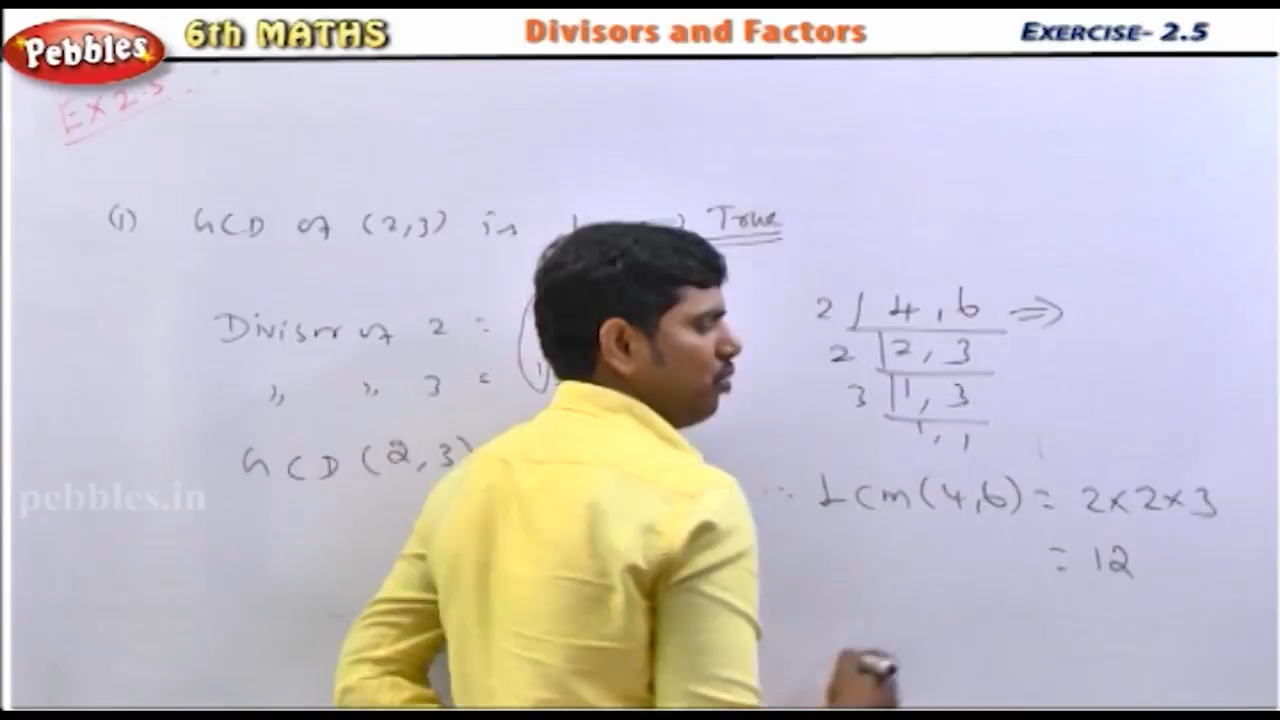 Pebbles 6th MATHS Divisors and Factors EXERCISE- 2.5
EX 2.5
(1) GCD of (2,3) is True
Divisor of 2 =
,, ,, 3 =
GCD (2,3)
pebbles.in
2 | 4, 6 ⇒
2 | 2, 3
3 | 1, 3
1, 1
∴ LCM (4,6) = 2×2×3
= 12